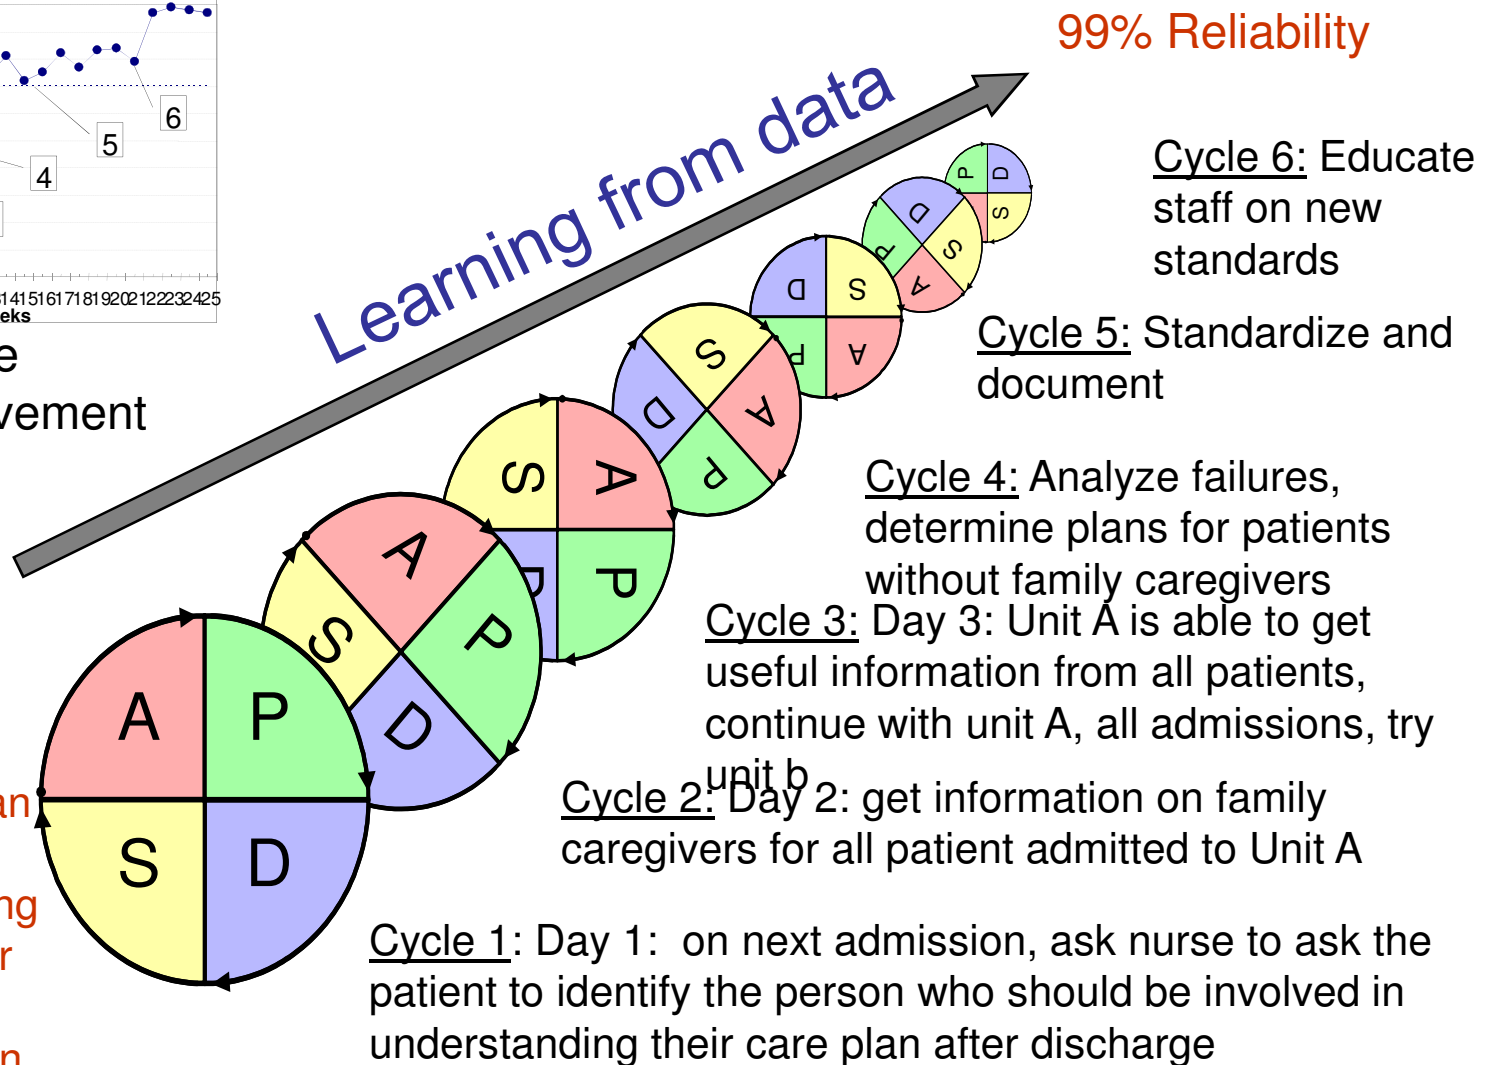 99% Reliability
Learning from data
6
5
4
141516171819202122232425
eks
e
vement
Cycle 6: Educate
staff on new
standards
Cycle 5: Standardize and
document
Cycle 4: Analyze failures,
determine plans for patients
without family caregivers
Cycle 3: Day 3: Unit A is able to get
useful information from all patients,
continue with unit A, all admissions, try
unit b
Cycle 2: Day 2: get information on family
caregivers for all patient admitted to Unit A
Cycle 1: Day 1: on next admission, ask nurse to ask the
patient to identify the person who should be involved in
understanding their care plan after discharge
P D
S
D
P S
A
D S
P A
S
D A
P
S A
D P
A
S P
D
A P
S D
an
ng
r
n